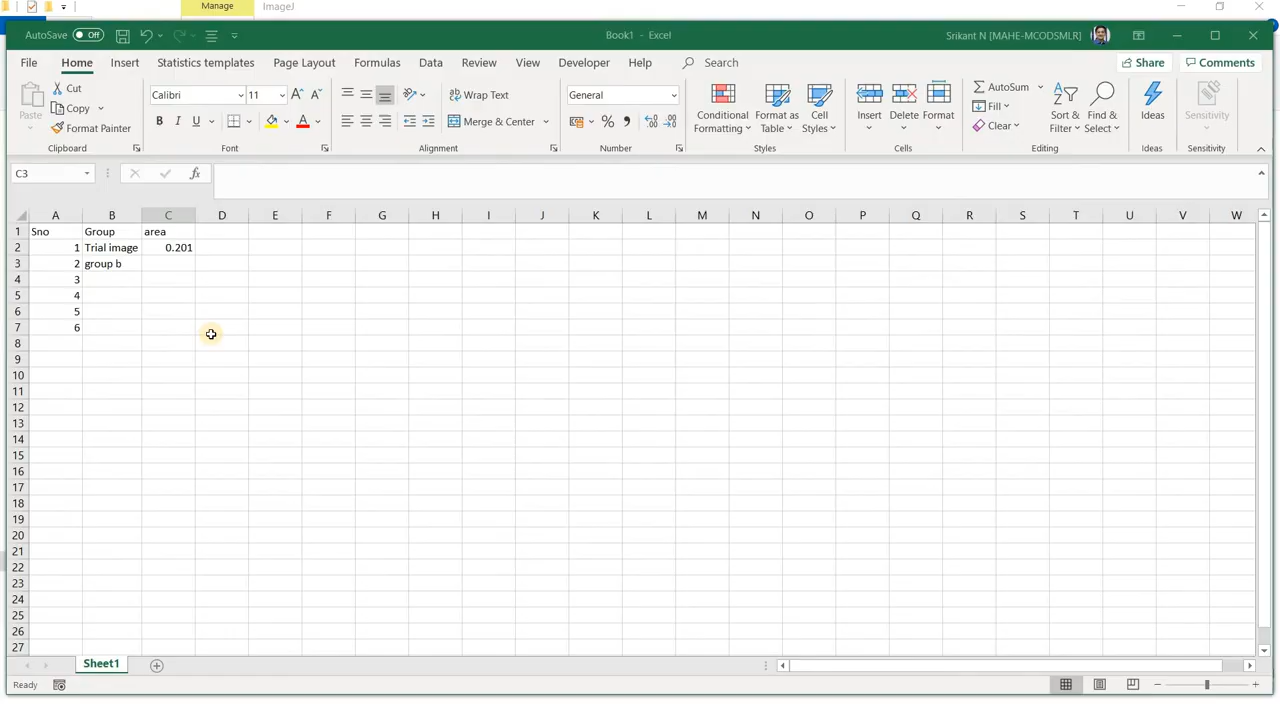 Manage ImageJ
AutoSave Off Book1 - Excel Srikant N [MAHE-MCODSMLR]
File Home Insert Statistics templates Page Layout Formulas Data Review View Developer Help Search Share Comments
Paste Cut Copy Format Painter Clipboard
Calibri 11 B I U A A A Font
Wrap Text Merge & Center Alignment
General % , Number
Conditional Formatting Format as Table Cell Styles Styles
Insert Delete Format Cells
AutoSum Fill Clear Sort & Filter Find & Select Editing
Ideas Ideas
Sensitivity Sensitivity
C3 fx
A B C D E F G H I J K L M N O P Q R S T U V W
1 Sno Group area
2 1 Trial image 0.201
3 2 group b
4 3
5 4
6 5
7 6
8
9
10
11
12
13
14
15
16
17
18
19
20
21
22
23
24
25
26
27
Sheet1
Ready